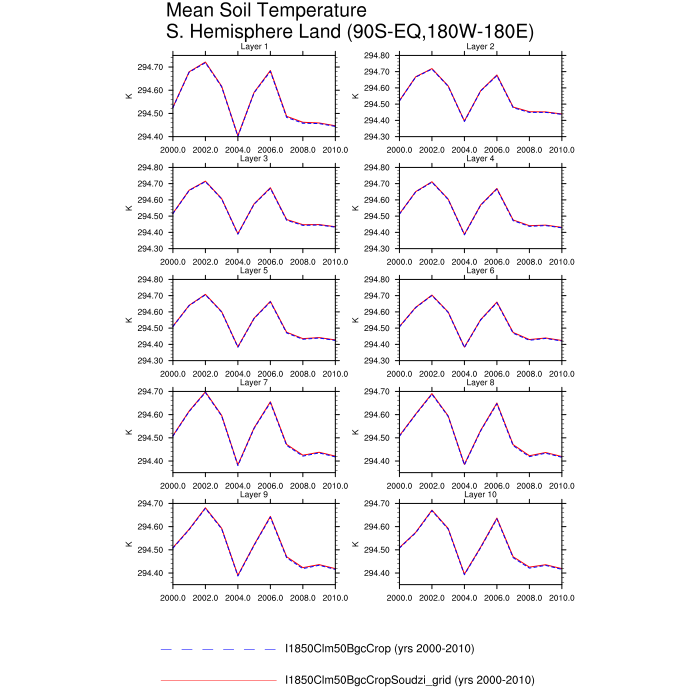 Mean Soil Temperature
S. Hemisphere Land (90S-EQ,180W-180E)
Layer 1
294.70
294.60
294.50
294.40
K
2000.0 2002.0 2004.0 2006.0 2008.0 2010.0
Layer 2
294.80
294.70
294.60
294.50
294.40
294.30
K
2000.0 2002.0 2004.0 2006.0 2008.0 2010.0
Layer 3
294.80
294.70
294.60
294.50
294.40
294.30
K
2000.0 2002.0 2004.0 2006.0 2008.0 2010.0
Layer 4
294.80
294.70
294.60
294.50
294.40
294.30
K
2000.0 2002.0 2004.0 2006.0 2008.0 2010.0
Layer 5
294.80
294.70
294.60
294.50
294.40
294.30
K
2000.0 2002.0 2004.0 2006.0 2008.0 2010.0
Layer 6
294.80
294.70
294.60
294.50
294.40
294.30
K
2000.0 2002.0 2004.0 2006.0 2008.0 2010.0
Layer 7
294.70
294.60
294.50
294.40
K
2000.0 2002.0 2004.0 2006.0 2008.0 2010.0
Layer 8
294.70
294.60
294.50
294.40
K
2000.0 2002.0 2004.0 2006.0 2008.0 2010.0
Layer 9
294.70
294.60
294.50
294.40
K
2000.0 2002.0 2004.0 2006.0 2008.0 2010.0
Layer 10
294.70
294.60
294.50
294.40
K
2000.0 2002.0 2004.0 2006.0 2008.0 2010.0
I1850Clm50BgcCrop (yrs 2000-2010)
I1850Clm50BgcCropSoudzi_grid (yrs 2000-2010)